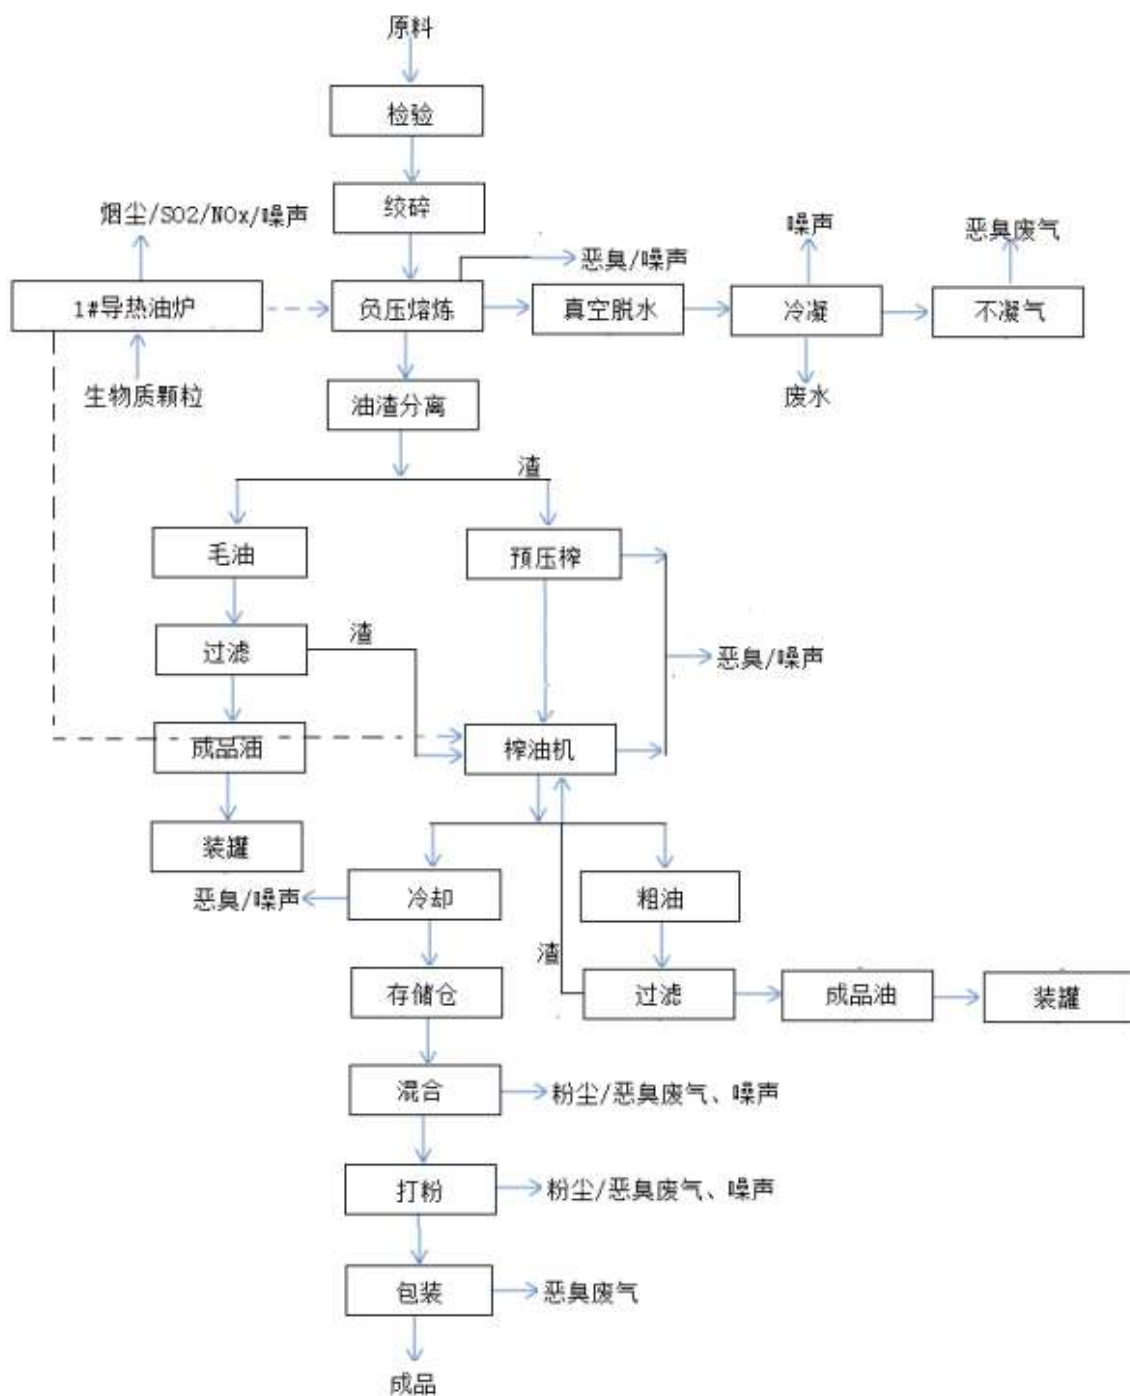 原料
检验
绞碎
烟尘/SO2/NOx/噪声
恶臭/噪声
噪声
恶臭废气
1#导热油炉
负压熔炼
真空脱水
冷凝
不凝气
生物质颗粒
油渣分离
废水
渣
毛油
预压榨
过滤
渣
恶臭/噪声
成品油
榨油机
装罐
恶臭/噪声
冷却
粗油
渣
存储仓
过滤
成品油
装罐
混合
粉尘/恶臭废气、噪声
打粉
粉尘/恶臭废气、噪声
包装
恶臭废气
成品